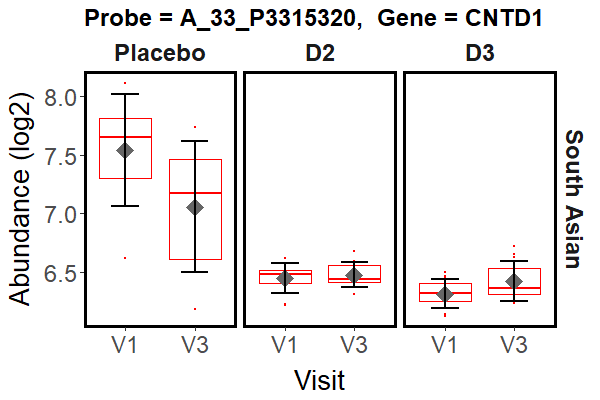 Probe = A_33_P3315320,  Gene = CNTD1
Placebo D2 D3
Abundance (log2)
8.0
7.5
7.0
6.5
South Asian
V1 V3 V1 V3 V1 V3
Visit